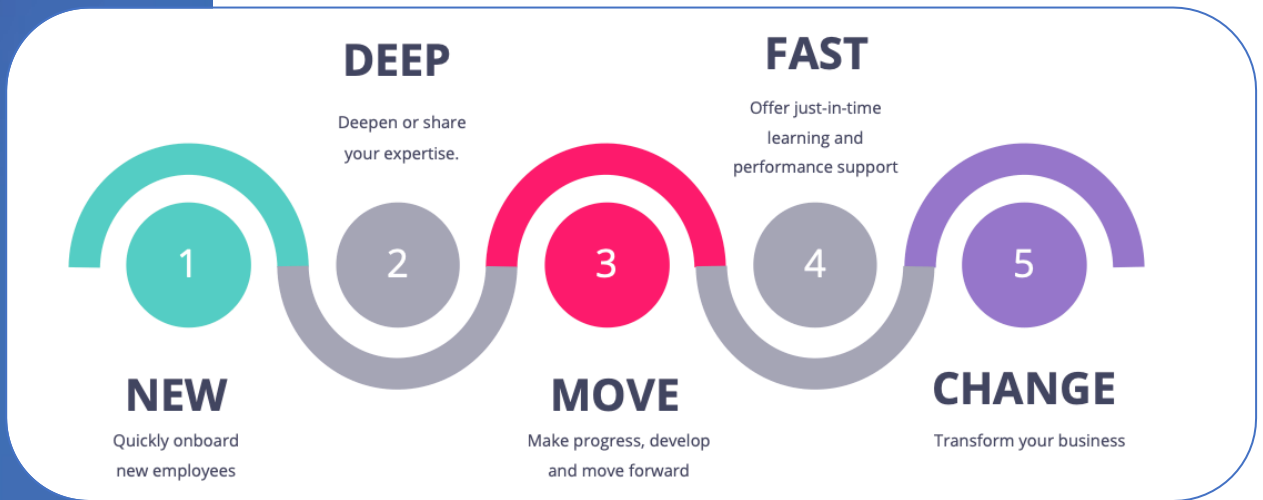 DEEP
Deepen or share
your expertise.
FAST
Offer just-in-time
learning and
performance support
1
2
3
4
5
NEW
Quickly onboard
new employees
MOVE
Make progress, develop
and move forward
CHANGE
Transform your business